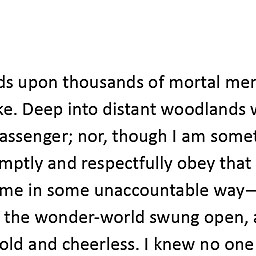 ds upon thousands of mortal mer
ke. Deep into distant woodlands w
assenger; nor, though I am somet
mptly and respectfully obey that
me in some unaccountable way—
the wonder-world swung open, a
old and cheerless. I knew no one